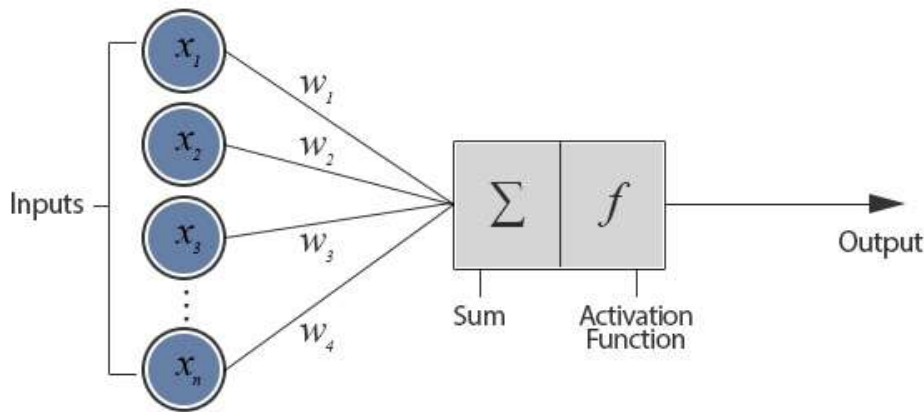 x₁
w₁
x₂
w₂
Inputs
Σ f
x₃
w₃
Output
Sum
Activation
Function
w₄
xₙ